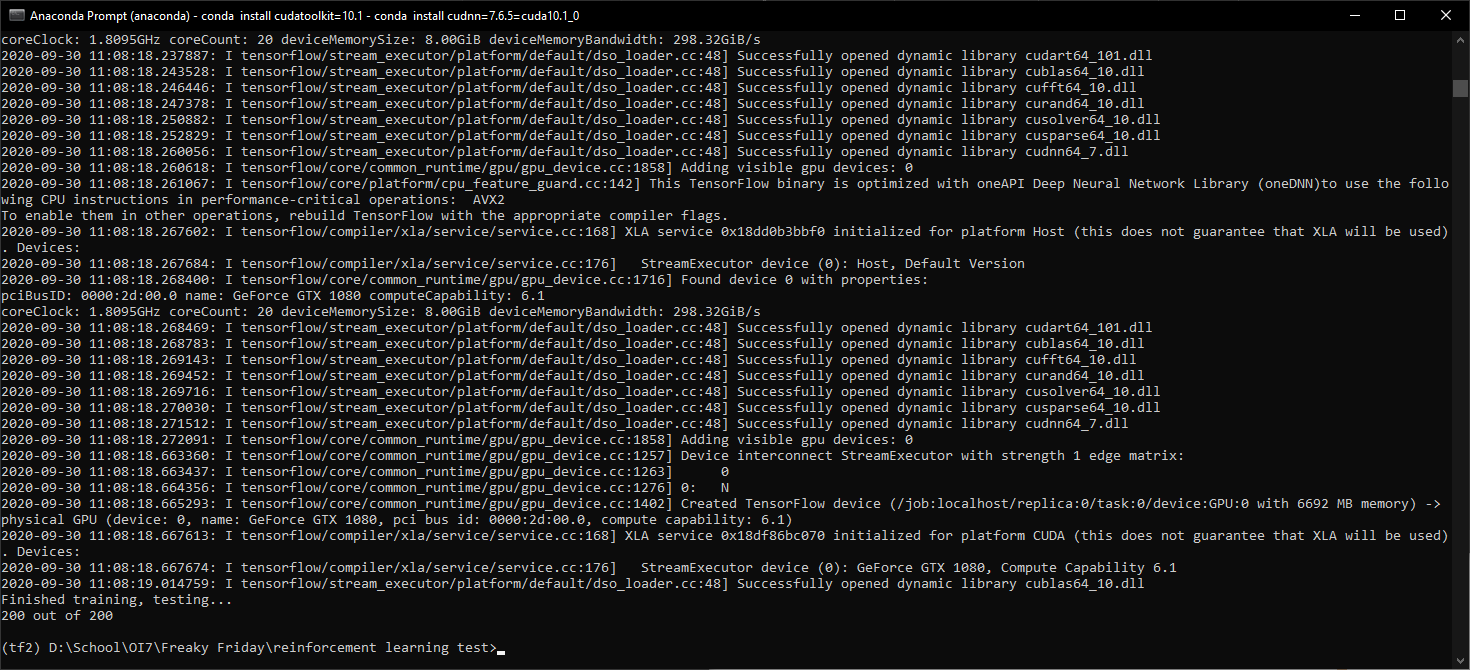 Anaconda Prompt (anaconda) - conda  install cudatoolkit=10.1 - conda  install cudnn=7.6.5=cuda10.1_0
coreClock: 1.8095GHz coreCount: 20 deviceMemorySize: 8.00GiB deviceMemoryBandwidth: 298.32GiB/s
2020-09-30 11:08:18.237887: I tensorflow/stream_executor/platform/default/dso_loader.cc:48] Successfully opened dynamic library cudart64_101.dll
2020-09-30 11:08:18.243528: I tensorflow/stream_executor/platform/default/dso_loader.cc:48] Successfully opened dynamic library cublas64_10.dll
2020-09-30 11:08:18.246446: I tensorflow/stream_executor/platform/default/dso_loader.cc:48] Successfully opened dynamic library cufft64_10.dll
2020-09-30 11:08:18.247378: I tensorflow/stream_executor/platform/default/dso_loader.cc:48] Successfully opened dynamic library curand64_10.dll
2020-09-30 11:08:18.250882: I tensorflow/stream_executor/platform/default/dso_loader.cc:48] Successfully opened dynamic library cusolver64_10.dll
2020-09-30 11:08:18.252829: I tensorflow/stream_executor/platform/default/dso_loader.cc:48] Successfully opened dynamic library cusparse64_10.dll
2020-09-30 11:08:18.260056: I tensorflow/stream_executor/platform/default/dso_loader.cc:48] Successfully opened dynamic library cudnn64_7.dll
2020-09-30 11:08:18.260618: I tensorflow/core/common_runtime/gpu/gpu_device.cc:1858] Adding visible gpu devices: 0
2020-09-30 11:08:18.261067: I tensorflow/core/platform/cpu_feature_guard.cc:142] This TensorFlow binary is optimized with oneAPI Deep Neural Network Library (oneDNN)to use the follo
wing CPU instructions in performance-critical operations:  AVX2
To enable them in other operations, rebuild TensorFlow with the appropriate compiler flags.
2020-09-30 11:08:18.267602: I tensorflow/compiler/xla/service/service.cc:168] XLA service 0x18dd0b3bbf0 initialized for platform Host (this does not guarantee that XLA will be used)
. Devices:
2020-09-30 11:08:18.267684: I tensorflow/compiler/xla/service/service.cc:176]   StreamExecutor device (0): Host, Default Version
2020-09-30 11:08:18.268400: I tensorflow/core/common_runtime/gpu/gpu_device.cc:1716] Found device 0 with properties:
pciBusID: 0000:2d:00.0 name: GeForce GTX 1080 computeCapability: 6.1
coreClock: 1.8095GHz coreCount: 20 deviceMemorySize: 8.00GiB deviceMemoryBandwidth: 298.32GiB/s
2020-09-30 11:08:18.268469: I tensorflow/stream_executor/platform/default/dso_loader.cc:48] Successfully opened dynamic library cudart64_101.dll
2020-09-30 11:08:18.268783: I tensorflow/stream_executor/platform/default/dso_loader.cc:48] Successfully opened dynamic library cublas64_10.dll
2020-09-30 11:08:18.269143: I tensorflow/stream_executor/platform/default/dso_loader.cc:48] Successfully opened dynamic library cufft64_10.dll
2020-09-30 11:08:18.269452: I tensorflow/stream_executor/platform/default/dso_loader.cc:48] Successfully opened dynamic library curand64_10.dll
2020-09-30 11:08:18.269716: I tensorflow/stream_executor/platform/default/dso_loader.cc:48] Successfully opened dynamic library cusolver64_10.dll
2020-09-30 11:08:18.270030: I tensorflow/stream_executor/platform/default/dso_loader.cc:48] Successfully opened dynamic library cusparse64_10.dll
2020-09-30 11:08:18.271512: I tensorflow/stream_executor/platform/default/dso_loader.cc:48] Successfully opened dynamic library cudnn64_7.dll
2020-09-30 11:08:18.272091: I tensorflow/core/common_runtime/gpu/gpu_device.cc:1858] Adding visible gpu devices: 0
2020-09-30 11:08:18.663360: I tensorflow/core/common_runtime/gpu/gpu_device.cc:1257] Device interconnect StreamExecutor with strength 1 edge matrix:
2020-09-30 11:08:18.663437: I tensorflow/core/common_runtime/gpu/gpu_device.cc:1263]      0
2020-09-30 11:08:18.664356: I tensorflow/core/common_runtime/gpu/gpu_device.cc:1276] 0:   N
2020-09-30 11:08:18.665293: I tensorflow/core/common_runtime/gpu/gpu_device.cc:1402] Created TensorFlow device (/job:localhost/replica:0/task:0/device:GPU:0 with 6692 MB memory) ->
physical GPU (device: 0, name: GeForce GTX 1080, pci bus id: 0000:2d:00.0, compute capability: 6.1)
2020-09-30 11:08:18.667613: I tensorflow/compiler/xla/service/service.cc:168] XLA service 0x18df86bc070 initialized for platform CUDA (this does not guarantee that XLA will be used)
. Devices:
2020-09-30 11:08:18.667674: I tensorflow/compiler/xla/service/service.cc:176]   StreamExecutor device (0): GeForce GTX 1080, Compute Capability 6.1
2020-09-30 11:08:19.014759: I tensorflow/stream_executor/platform/default/dso_loader.cc:48] Successfully opened dynamic library cublas64_10.dll
Finished training, testing...
200 out of 200
(tf2) D:\School\OI7\Freaky Friday\reinforcement learning test>